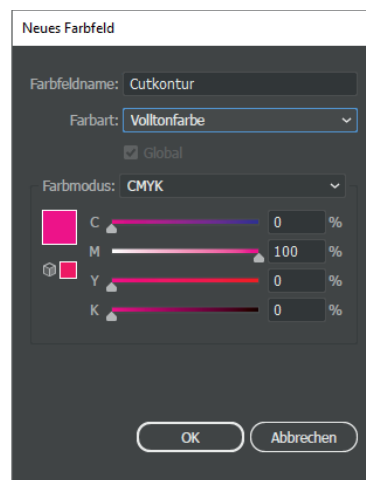 Neues Farbfeld
Farbfeldname: Cutkontur
Farbart: Volltonfarbe
Global
Farbmodus: CMYK
C 0 %
M 100 %
Y 0 %
K 0 %
OK Abbrechen